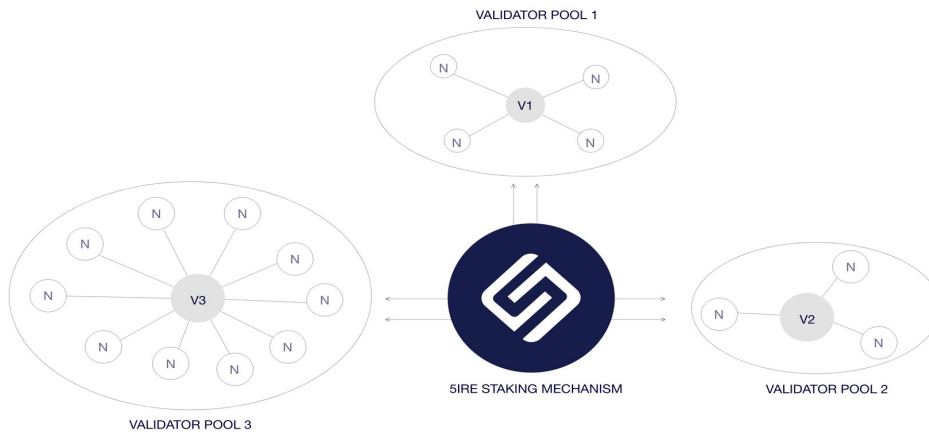 VALIDATOR POOL 1
N
N
V1
N
N
N
N
N
N
V3
N
N
N
N
N
N
N
N
V2
N
5IRE STAKING MECHANISM
VALIDATOR POOL 2
VALIDATOR POOL 3